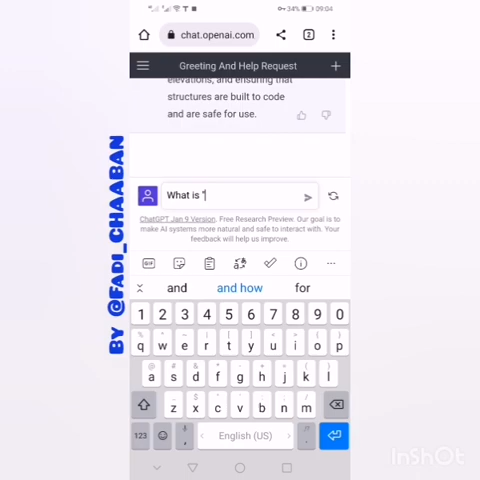 34% 09:04
chat.openai.com 2
Greeting And Help Request +
elevations, and ensuring that
structures are built to code
and are safe for use.
What is "
ChatGPT Jan 9 Version. Free Research Preview. Our goal is to
make AI systems more natural and safe to interact with. Your
feedback will help us improve.
GIF
and and how for
1 2 3 4 5 6 7 8 9 0
q w e r t y u i o p
a s d f g h j k l
z x c v b n m
123 , English (US) .
BY @FADI_CHAABAN
InShOt